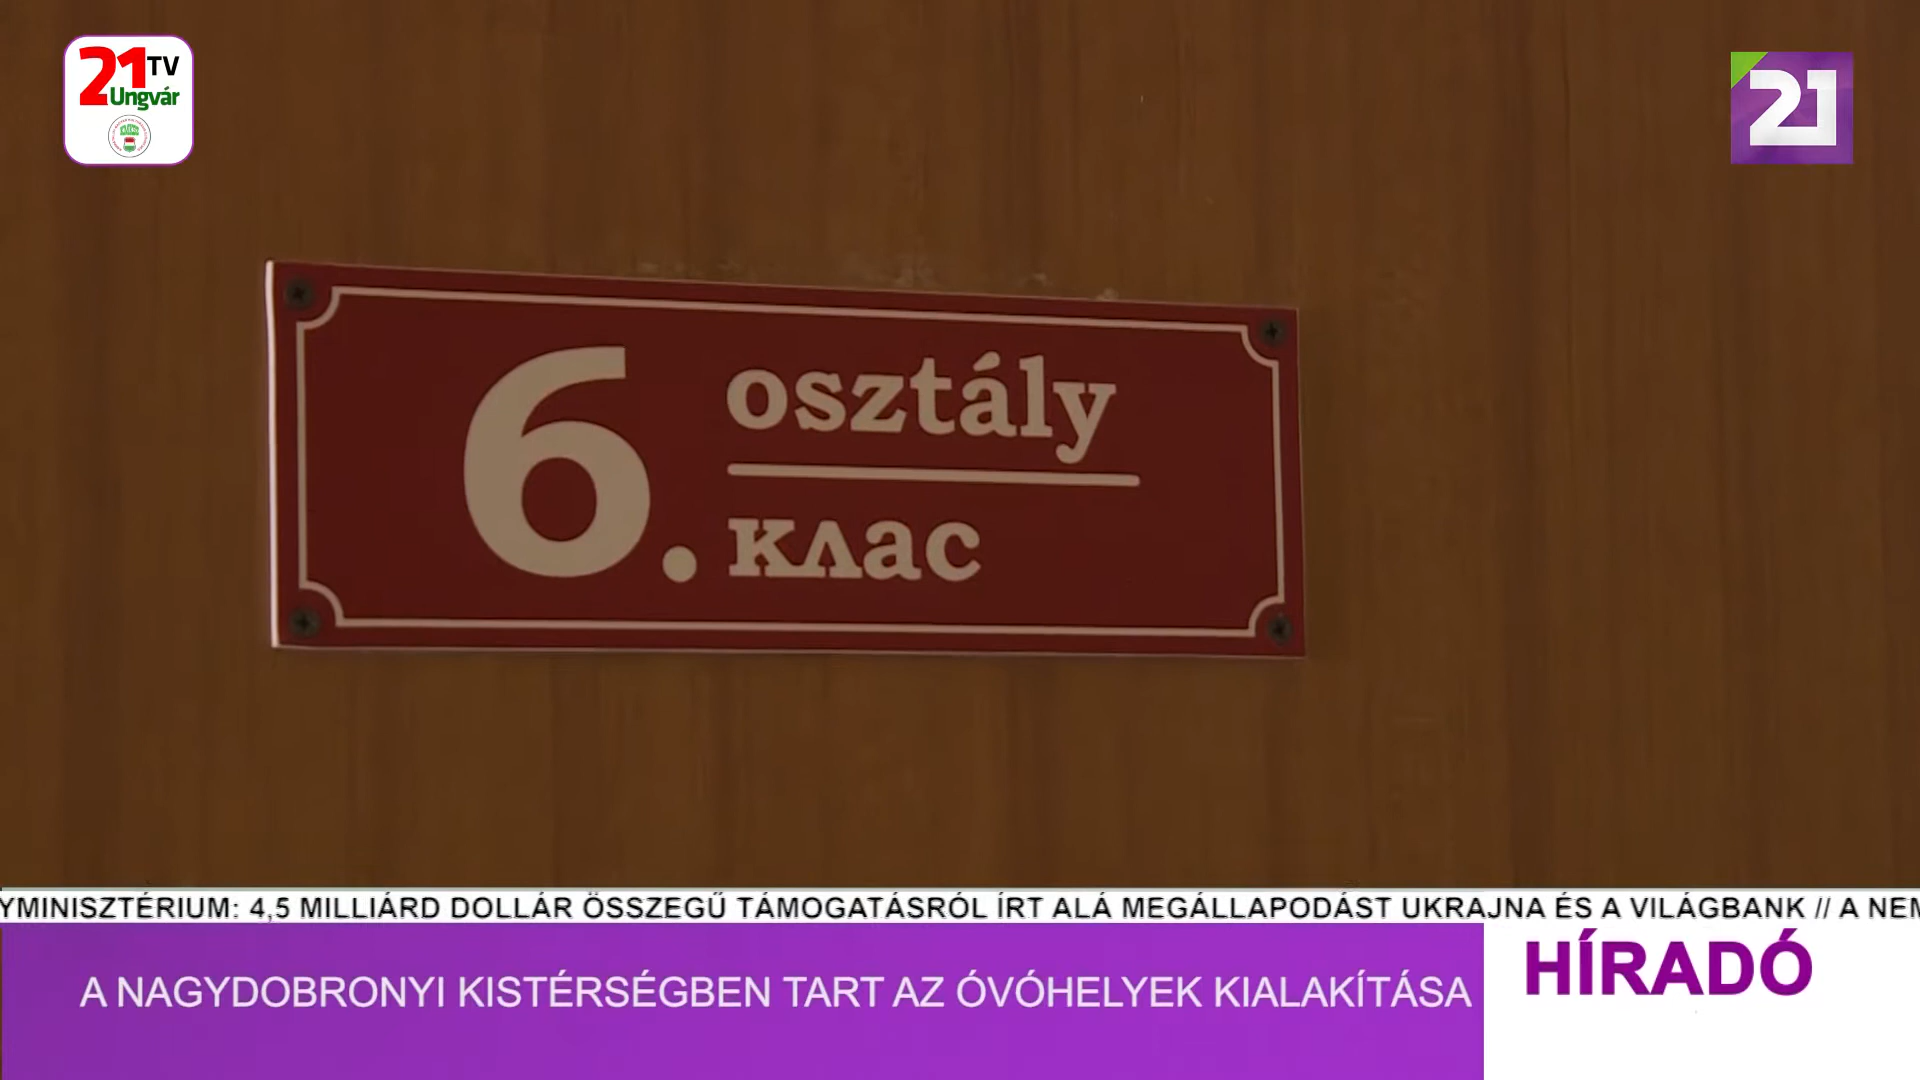 21 TV
Ungvár
21
6. osztály
клас
YMINISZTÉRIUM: 4,5 MILLIÁRD DOLLÁR ÖSSZEGŰ TÁMOGATÁSRÓL ÍRT ALÁ MEGÁLLAPODÁST UKRAJNA ÉS A VILÁGBANK // A NEM
A NAGYDOBRONYI KISTÉRSÉGBEN TART AZ ÓVÓHELYEK KIALAKÍTÁSA
HÍRADÓ